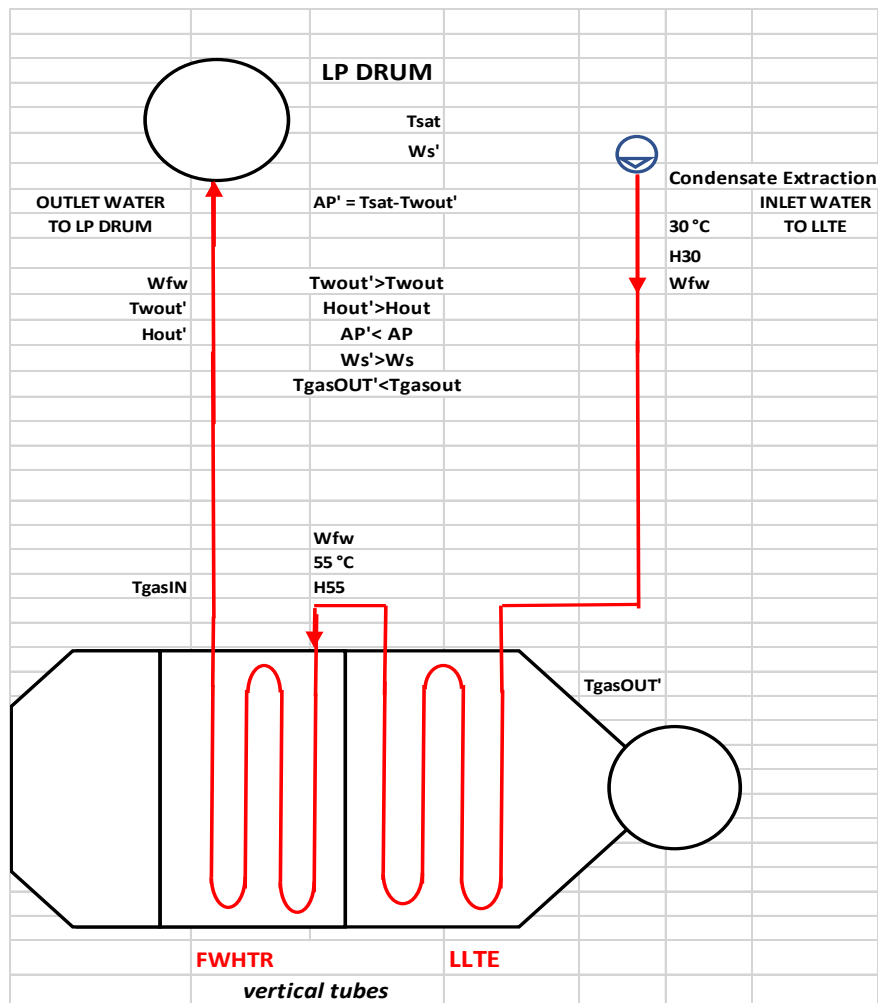 LP DRUM
Tsat
Ws'
Condensate Extraction
OUTLET WATER
TO LP DRUM
AP' = Tsat-Twout'
INLET WATER
TO LLTE
30 °C
H30
Wfw
Wfw
Twout'
Hout'
Twout'>Twout
Hout'>Hout
AP'< AP
Ws'>Ws
TgasOUT'<Tgasout
Wfw
55 °C
H55
TgasIN
TgasOUT'
FWHTR
LLTE
vertical tubes